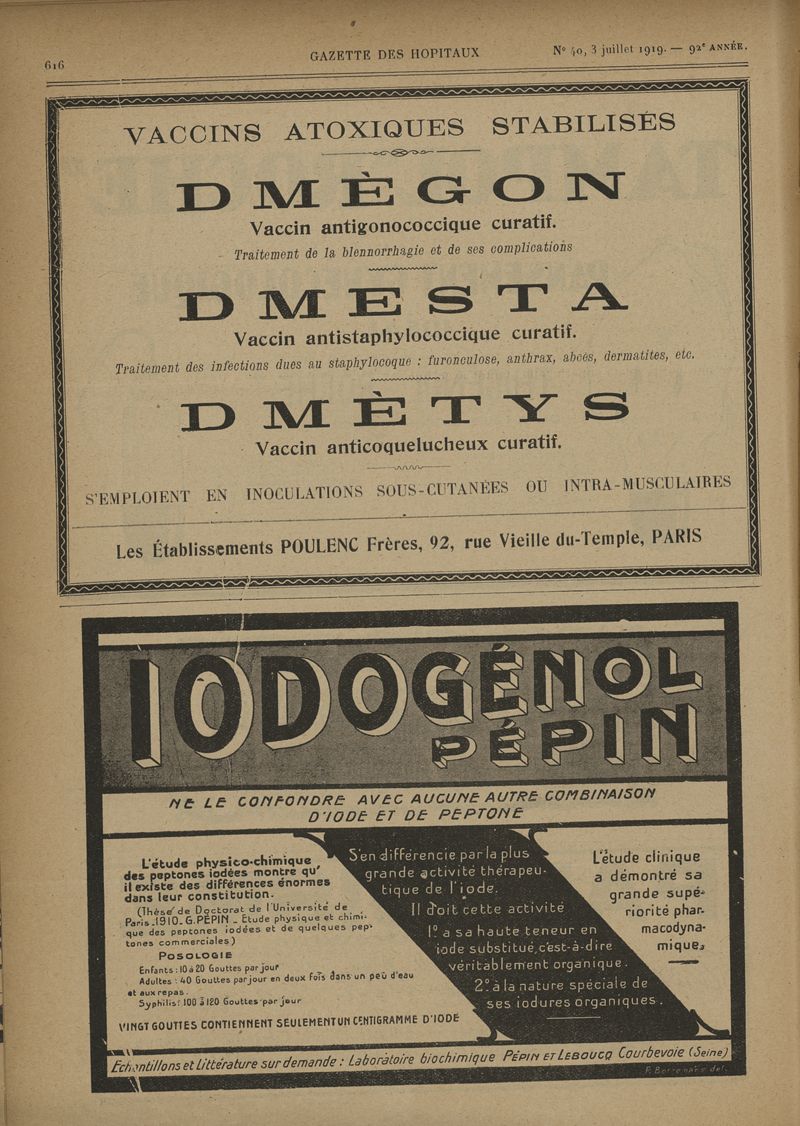 616
GAZETTE DES HOPITAUX
N° 40, 3 juillet 1919. — 92e ANNÉE.
VACCINS ATOXIQUES STABILISÉS
DMÈGON
Vaccin antigonococcique curatif.
Traitement de la blennorrhagie et de ses complications
DMESTA
Vaccin antistaphylococcique curatif.
Traitement des infections dues au staphylocoque : furonculose, anthrax, abcès, dermatites, etc.
DMÈTYS
Vaccin anticoquelucheux curatif.
S'EMPLOIENT EN INOCULATIONS SOUS-CUTANÉES OU INTRA-MUSCULAIRES
Les Établissements POULENC Frères, 92, rue Vieille du-Temple, PARIS
IODOGÉNOL
PÉPIN
NE LE CONFONDRE AVEC AUCUNE AUTRE COMBINAISON
D'IODE ET DE PEPTONE
L'étude physico-chimique
des peptones iodées montre qu'
il existe des différences énormes
dans leur constitution.
(Thèse de Doctorat de l'Université de
Paris_1910_G.PÉPIN_ Étude physique et chimi-
que des peptones iodées et de quelques pep-
tones commerciales)
POSOLOGIE
Enfants : 10 à 20 Gouttes par jour
Adultes : 40 Gouttes par jour en deux fois dans un peu d'eau
et aux repas.
Syphilis : 100 à 120 Gouttes par jour
VINGT GOUTTES CONTIENNENT SEULEMENT UN CENTIGRAMME D'IODE
S'en différencie par la plus
grande activité thérapeu-
tique de l'iode.
Il doit cette activité
1° à sa haute teneur en
iode substitué, c'est-à-dire
véritablement organique.
2° à la nature spéciale de
ses iodures organiques.
L'étude clinique
a démontré sa
grande supé-
riorité phar-
macodyna-
mique.
Échantillons et Littérature sur demande : Laboratoire biochimique PÉPIN ET LEBOUCQ Courbevoie (Seine)